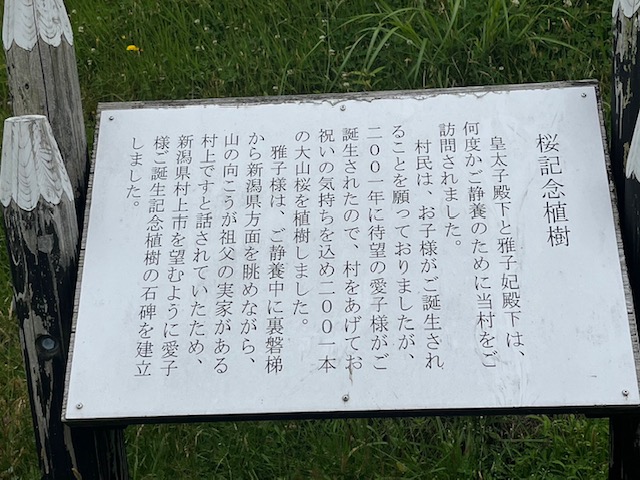 桜記念植樹
皇太子殿下と雅子妃殿下は、
何度かご静養のために当村をご
訪問されました。
村民は、お子様がご誕生され
ることを願っておりましたが、
二００一年に待望の愛子様がご
誕生されたので、村をあげてお
祝いの気持ちを込め二００一本
の大山桜を植樹しました。
雅子様は、ご静養中に裏磐梯
から新潟県方面を眺めながら、
山の向こうが祖父の実家がある
村上ですと話されていたため、
新潟県村上市を望むように愛子
様ご誕生記念植樹の石碑を建立
しました。